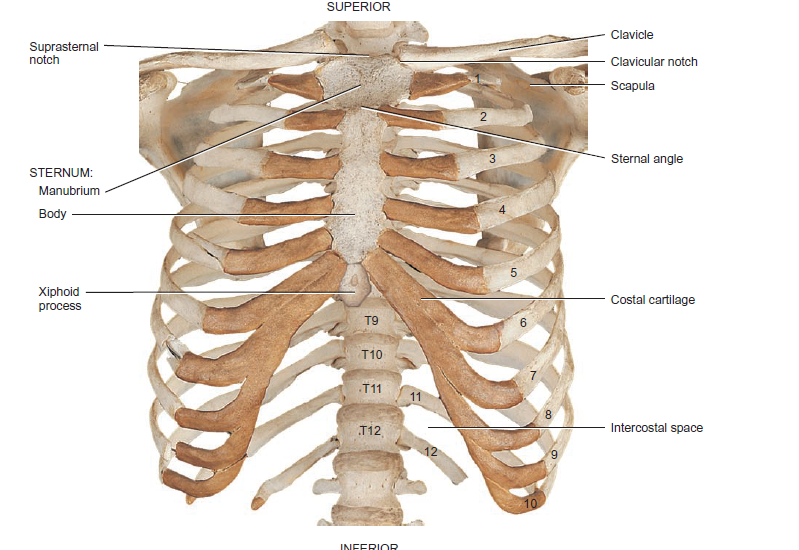 SUPERIOR
Suprasternal
notch
Clavicle
Clavicular notch
Scapula
1
2
3
STERNUM:
Manubrium
Sternal angle
Body
4
5
Xiphoid
process
Costal cartilage
T9
6
T10
7
T11
11
8
T12
Intercostal space
12
9
10
INFERIOR